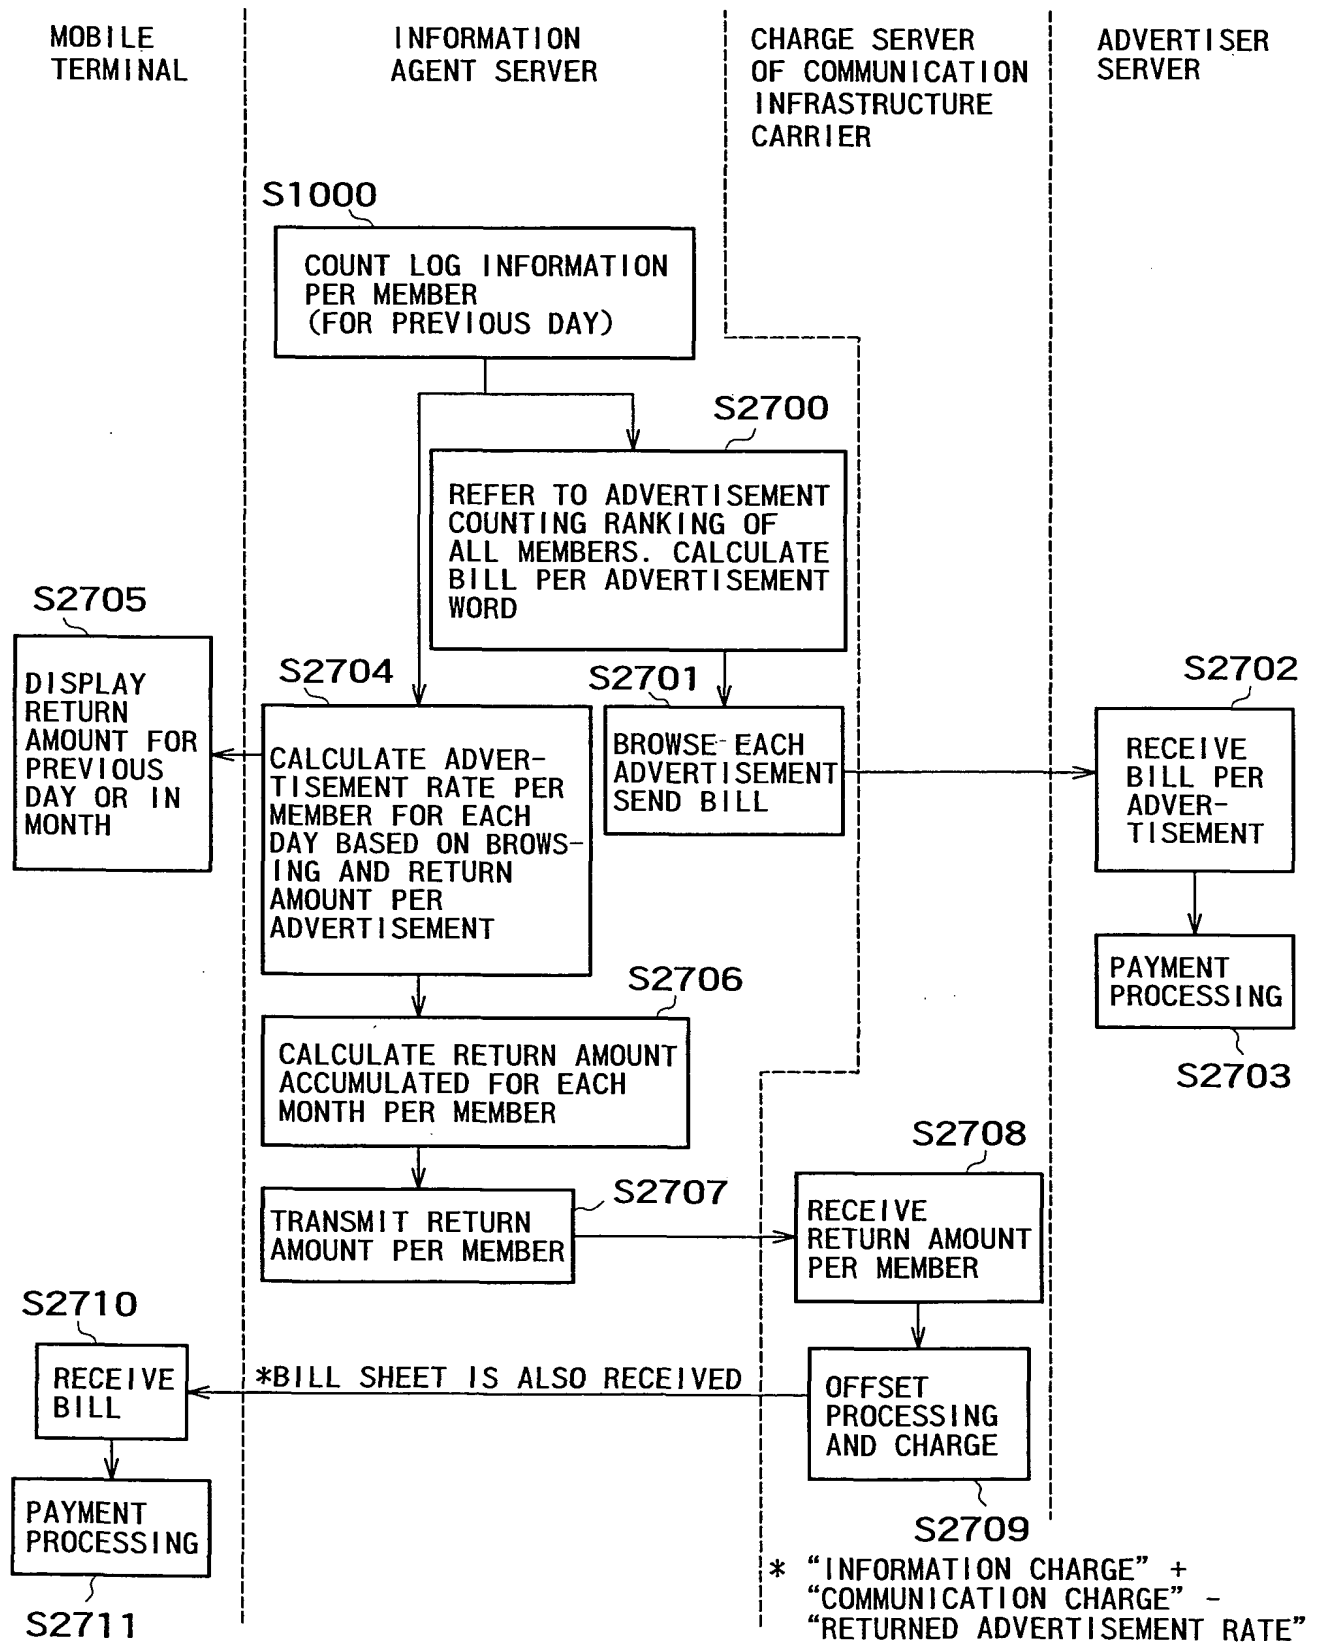 MOBILE
TERMINAL
INFORMATION
AGENT SERVER
CHARGE SERVER
OF COMMUNICATION
INFRASTRUCTURE
CARRIER
ADVERTISER
SERVER
S1000
COUNT LOG INFORMATION
PER MEMBER
(FOR PREVIOUS DAY)
S2700
REFER TO ADVERTISEMENT
COUNTING RANKING OF
ALL MEMBERS. CALCULATE
BILL PER ADVERTISEMENT
WORD
S2705
DISPLAY
RETURN
AMOUNT FOR
PREVIOUS
DAY OR IN
MONTH
S2704
CALCULATE ADVER-
TISEMENT RATE PER
MEMBER FOR EACH
DAY BASED ON BROWS-
ING AND RETURN
AMOUNT PER
ADVERTISEMENT
S2701
BROWSE EACH
ADVERTISEMENT
SEND BILL
S2702
RECEIVE
BILL PER
ADVER-
TISEMENT
PAYMENT
PROCESSING
S2703
S2706
CALCULATE RETURN AMOUNT
ACCUMULATED FOR EACH
MONTH PER MEMBER
S2707
TRANSMIT RETURN
AMOUNT PER MEMBER
S2708
RECEIVE
RETURN AMOUNT
PER MEMBER
S2710
RECEIVE
BILL
*BILL SHEET IS ALSO RECEIVED
OFFSET
PROCESSING
AND CHARGE
S2709
PAYMENT
PROCESSING
S2711
* "INFORMATION CHARGE" +
"COMMUNICATION CHARGE" -
"RETURNED ADVERTISEMENT RATE"